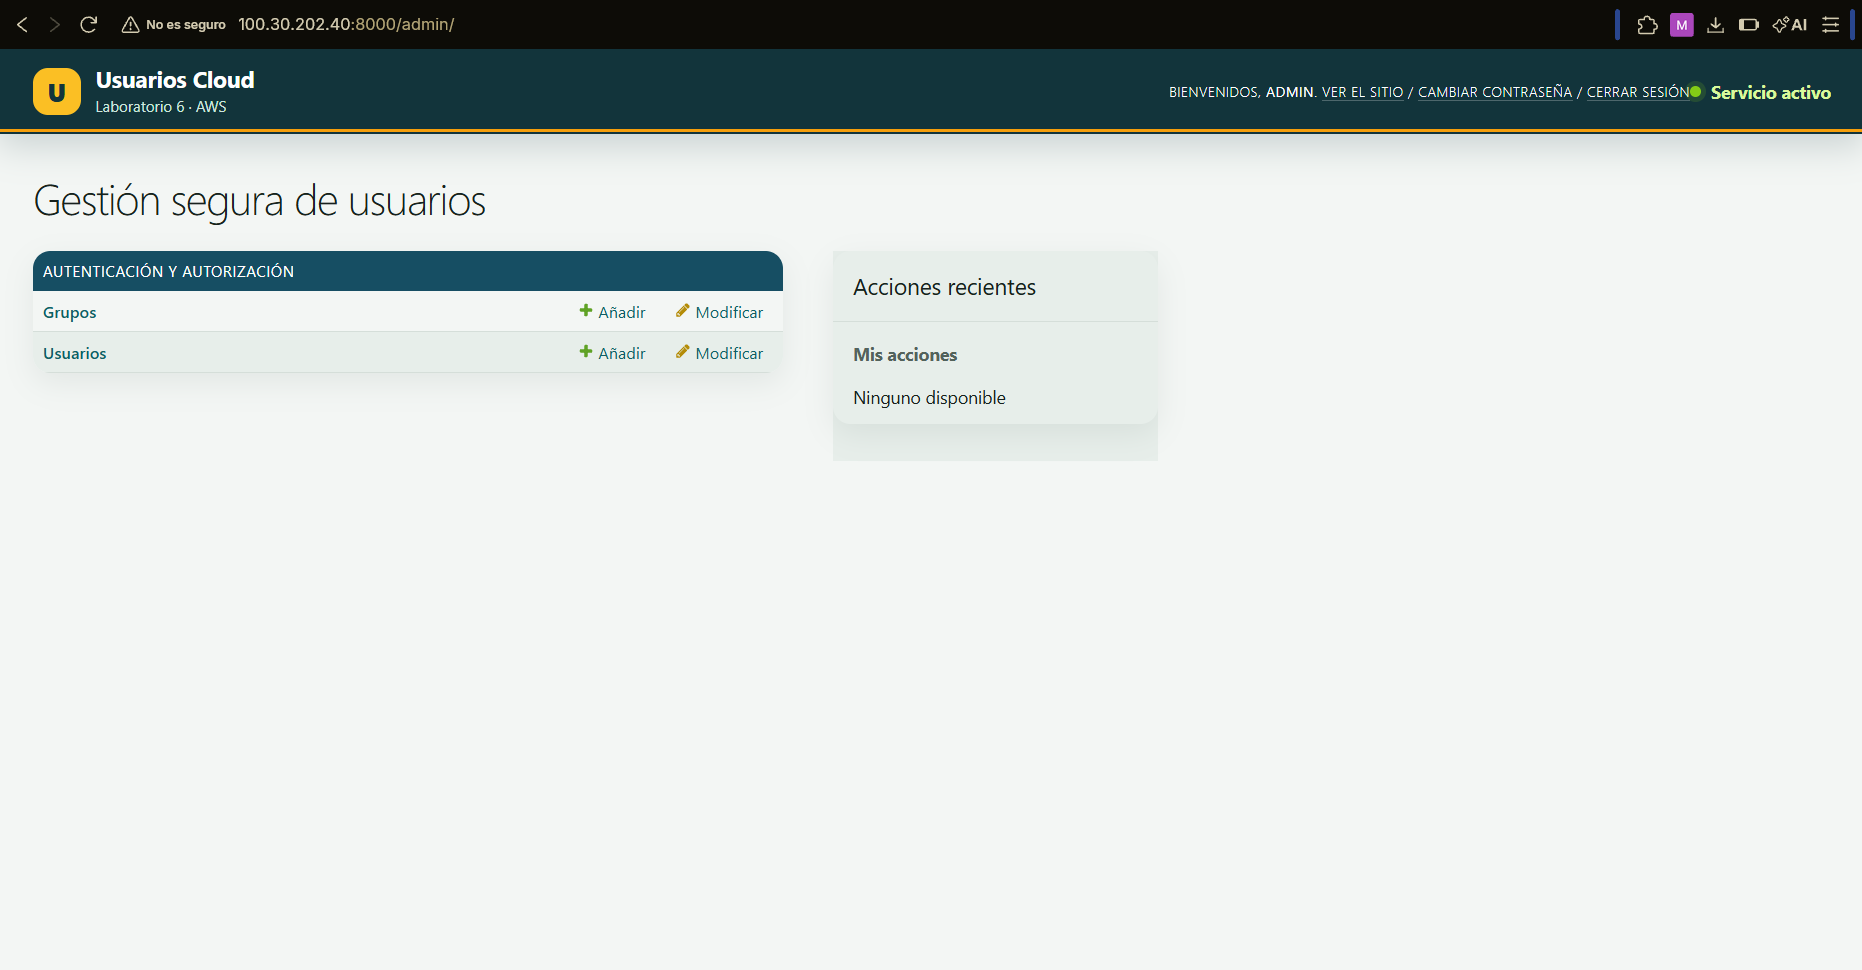 No es seguro 100.30.202.40:8000/admin/
M
AI
U
Usuarios Cloud
Laboratorio 6 · AWS
BIENVENIDOS, ADMIN. VER EL SITIO / CAMBIAR CONTRASEÑA / CERRAR SESIÓN
Servicio activo
Gestión segura de usuarios
AUTENTICACIÓN Y AUTORIZACIÓN
Grupos Añadir Modificar
Usuarios Añadir Modificar
Acciones recientes
Mis acciones
Ninguno disponible